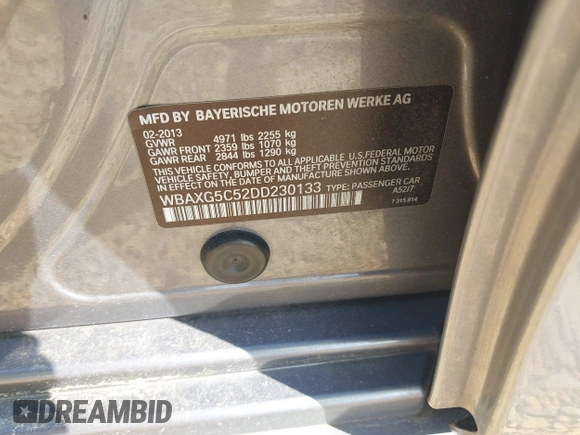 MFD BY BAYERISCHE MOTOREN WERKE AG
02-2013
GVWR 4971 lbs 2255 kg
GAWR FRONT 2359 lbs 1070 kg
GAWR REAR 2844 lbs 1290 kg
THIS VEHICLE CONFORMS TO ALL APPLICABLE U.S.FEDERAL MOTOR
VEHICLE SAFETY, BUMPER, AND THEFT PREVENTION STANDARDS
IN EFFECT ON THE DATE OF MANUFACTURE SHOWN ABOVE.
WBAXG5C52DD230133 TYPE: PASSENGER CAR
A52/7
7 315 814
DREAMBID